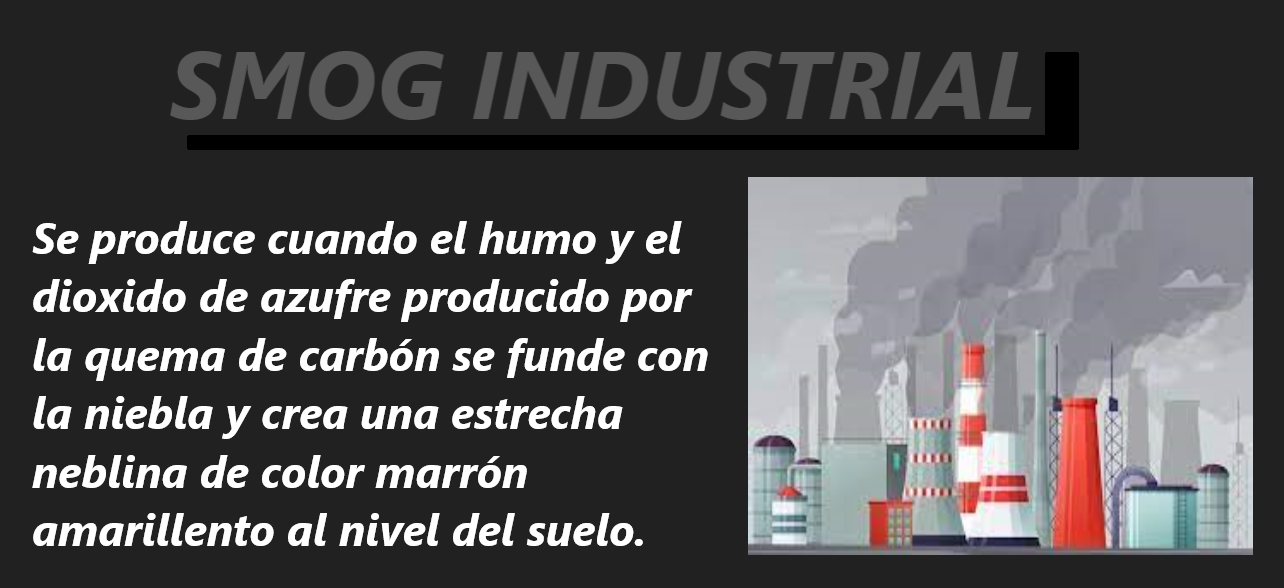 SMOG INDUSTRIAL
Se produce cuando el humo y el
dioxido de azufre producido por
la quema de carbón se funde con
la niebla y crea una estrecha
neblina de color marrón
amarillento al nivel del suelo.